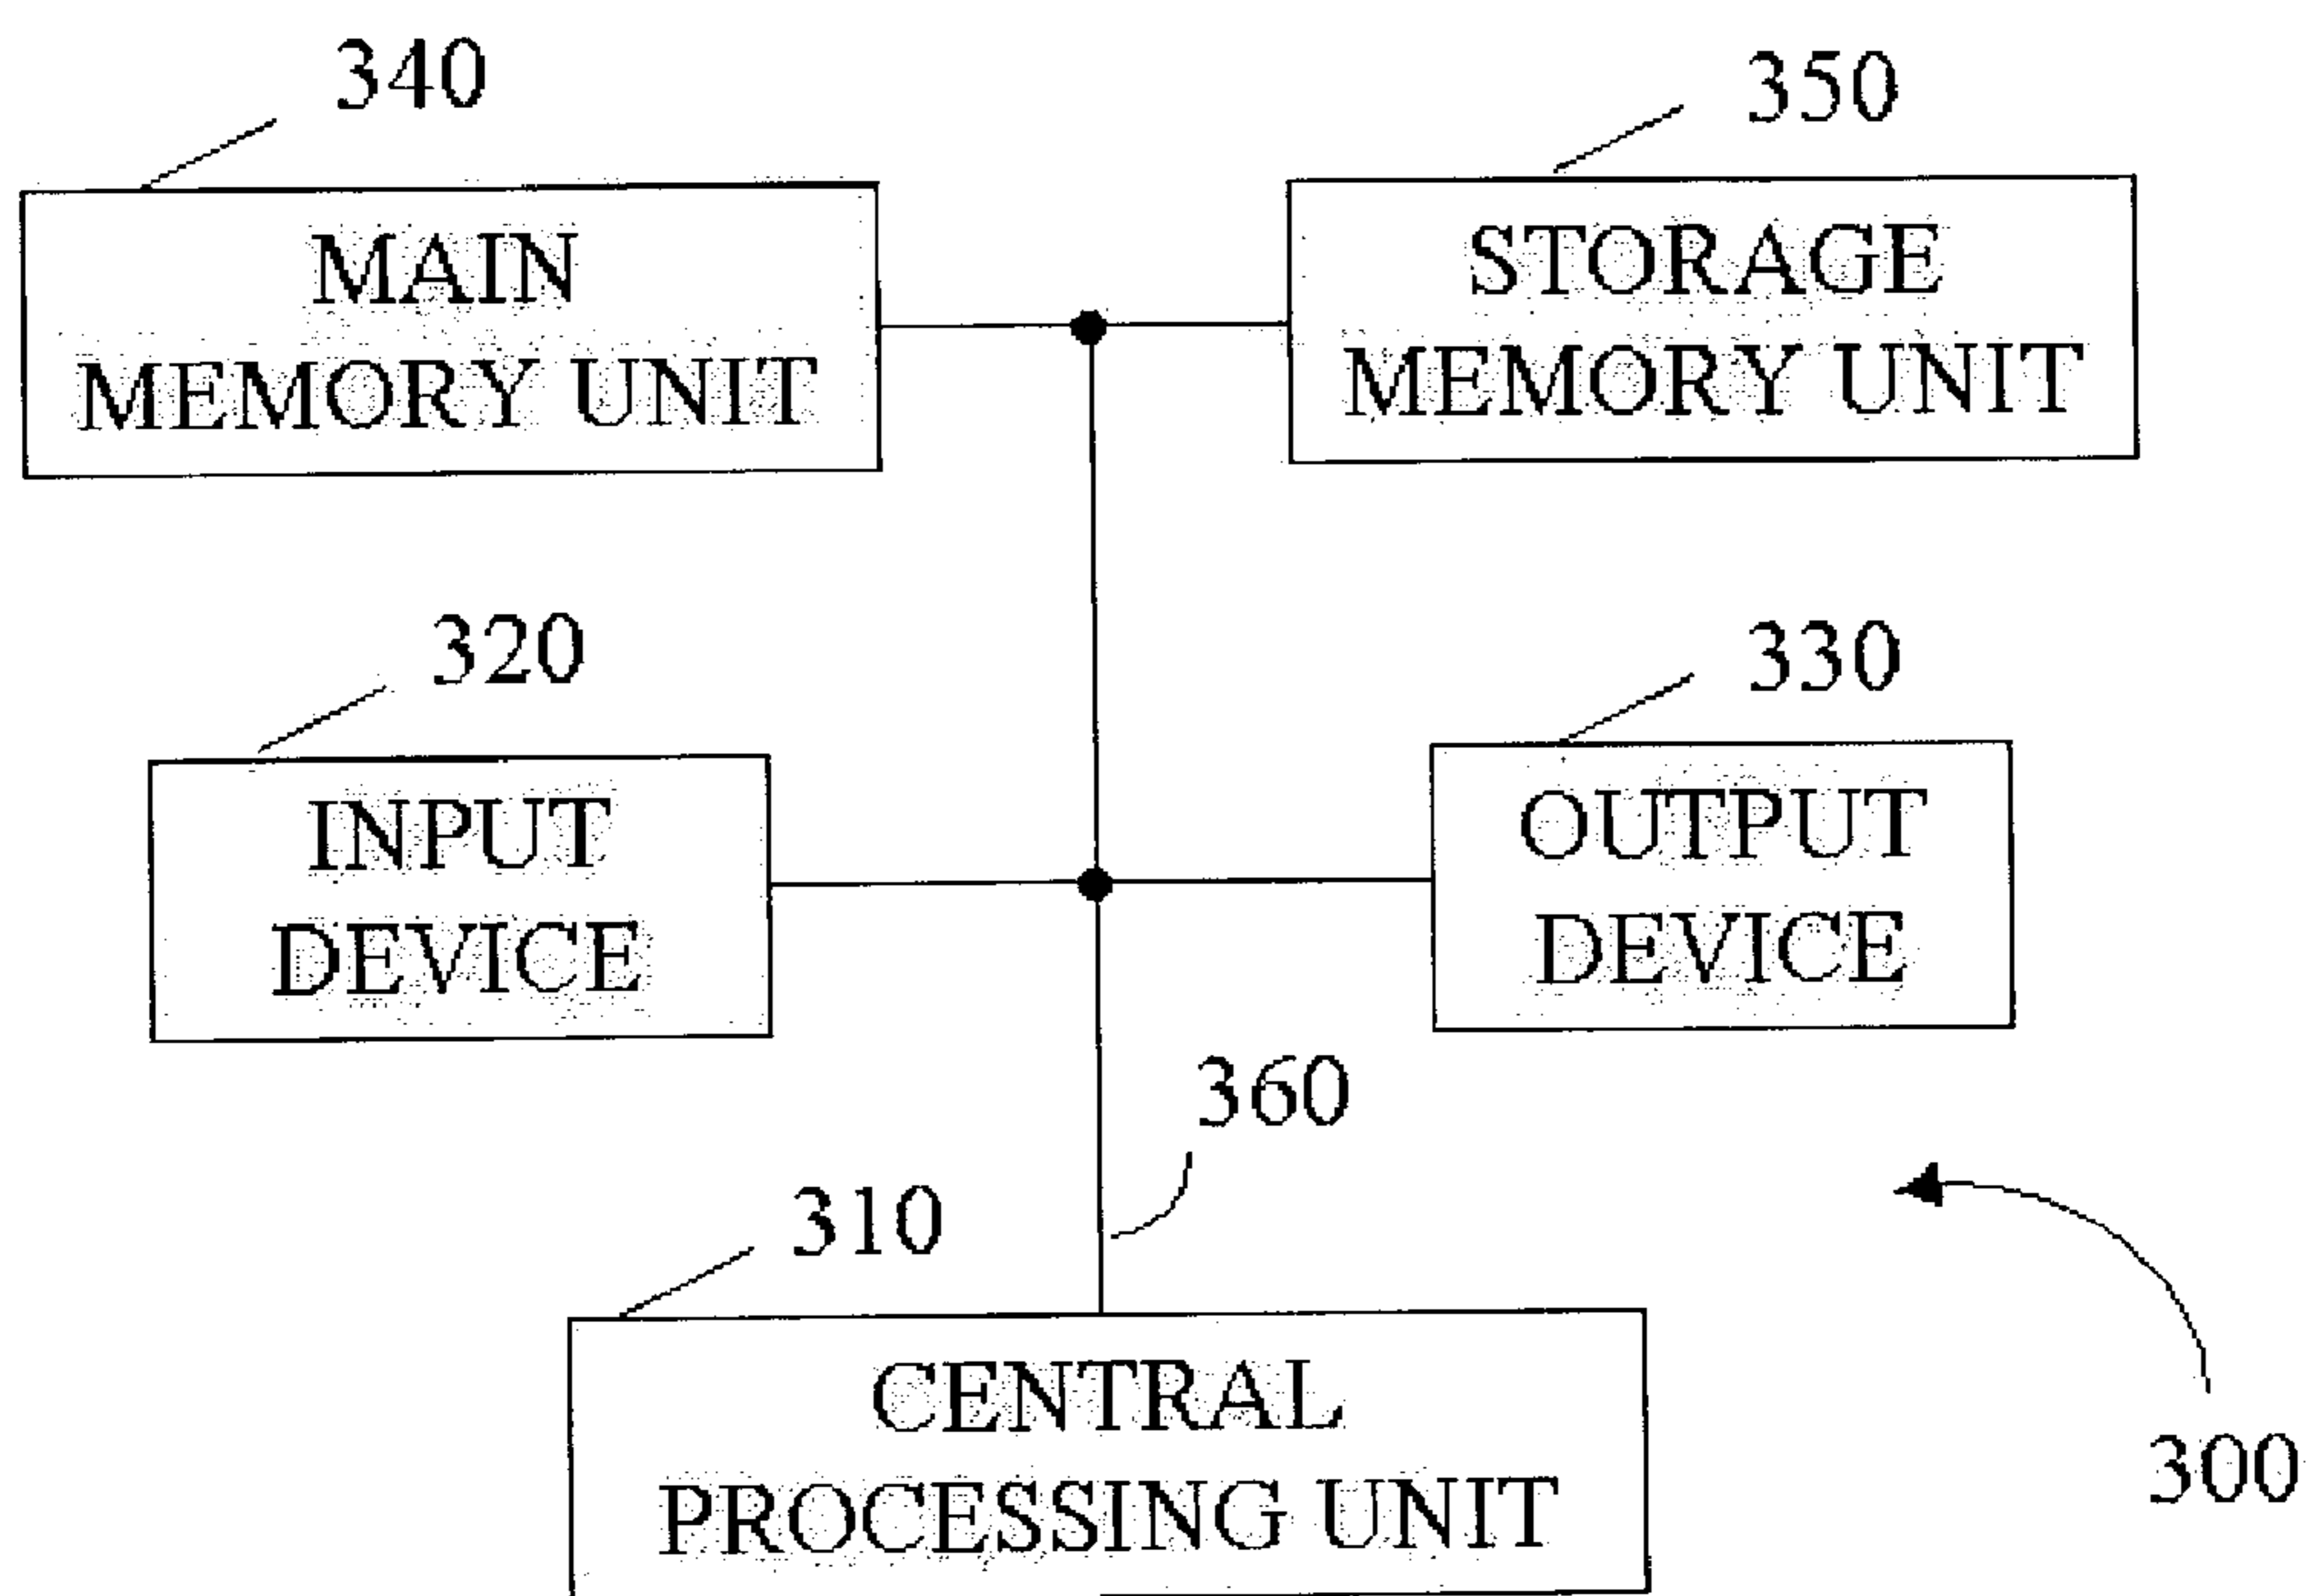 340
350
MAIN
MEMORY UNIT
STORAGE
MEMORY UNIT
320
330
INPUT
DEVICE
OUTPUT
DEVICE
360
310
CENTRAL
PROCESSING UNIT
300